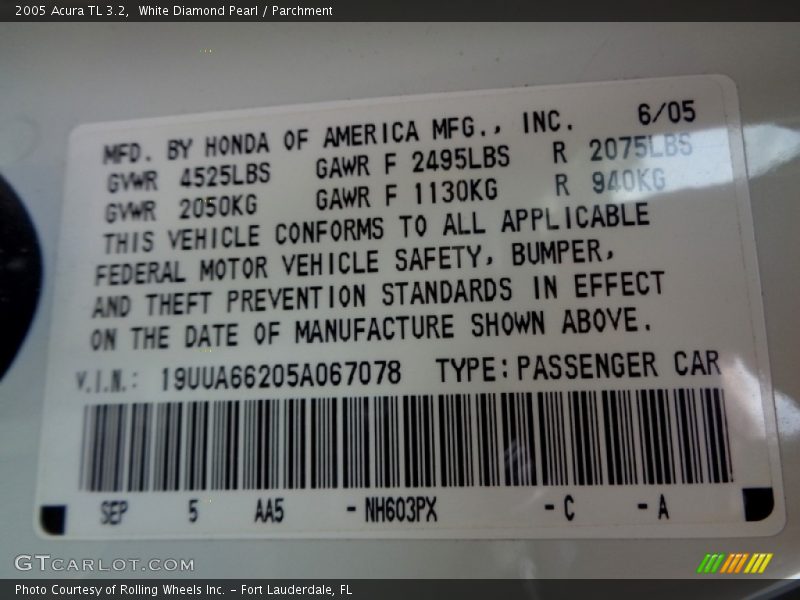 2005 Acura TL 3.2, White Diamond Pearl / Parchment
MFD. BY HONDA OF AMERICA MFG., INC. 6/05
GVWR 4525LBS GAWR F 2495LBS R 2075LBS
GVWR 2050KG GAWR F 1130KG R 940KG
THIS VEHICLE CONFORMS TO ALL APPLICABLE
FEDERAL MOTOR VEHICLE SAFETY, BUMPER,
AND THEFT PREVENTION STANDARDS IN EFFECT
ON THE DATE OF MANUFACTURE SHOWN ABOVE.
V.I.N.: 19UUA66205A067078 TYPE:PASSENGER CAR
SEP 5 AA5 -NH603PX -C -A
GTCARLOT.COM
Photo Courtesy of Rolling Wheels Inc. – Fort Lauderdale, FL